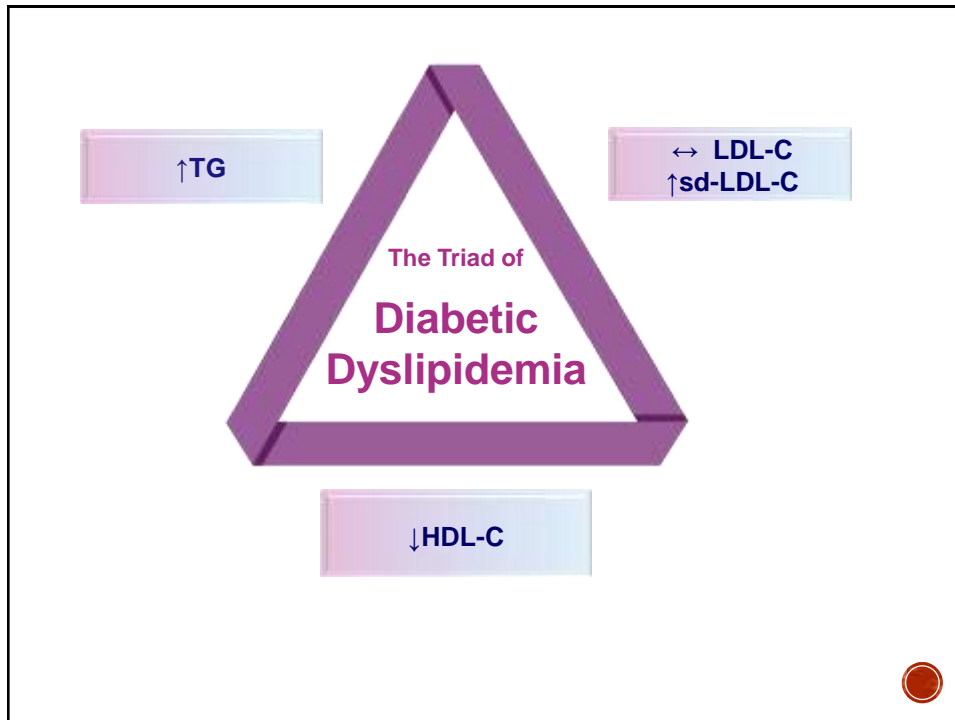 ↑TG
↔ LDL-C
↑sd-LDL-C
The Triad of
Diabetic
Dyslipidemia
↓HDL-C